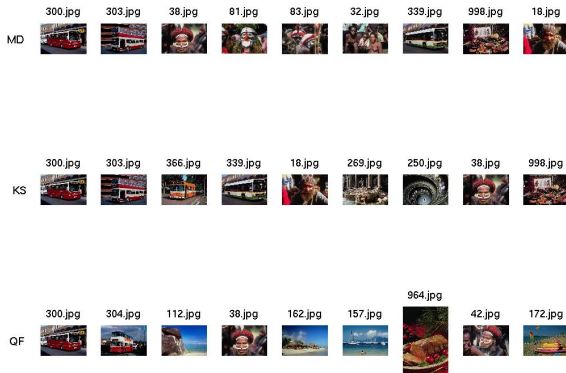 300.jpg 303.jpg 38.jpg 81.jpg 83.jpg 32.jpg 339.jpg 998.jpg 18.jpg
MD
300.jpg 303.jpg 366.jpg 339.jpg 18.jpg 269.jpg 250.jpg 38.jpg 998.jpg
KS
964.jpg
300.jpg 304.jpg 112.jpg 38.jpg 162.jpg 157.jpg 42.jpg 172.jpg
QF